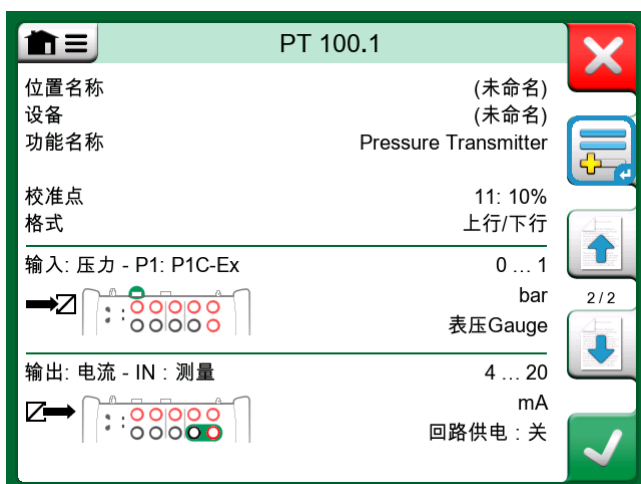 PT 100.1
位置名称 (未命名)
设备 (未命名)
功能名称 Pressure Transmitter
校准点 11: 10%
格式 上行/下行
输入: 压力 - P1: P1C-Ex 0 ... 1
bar
2 / 2
表压Gauge
输出: 电流 - IN : 测量 4 ... 20
mA
回路供电 : 关